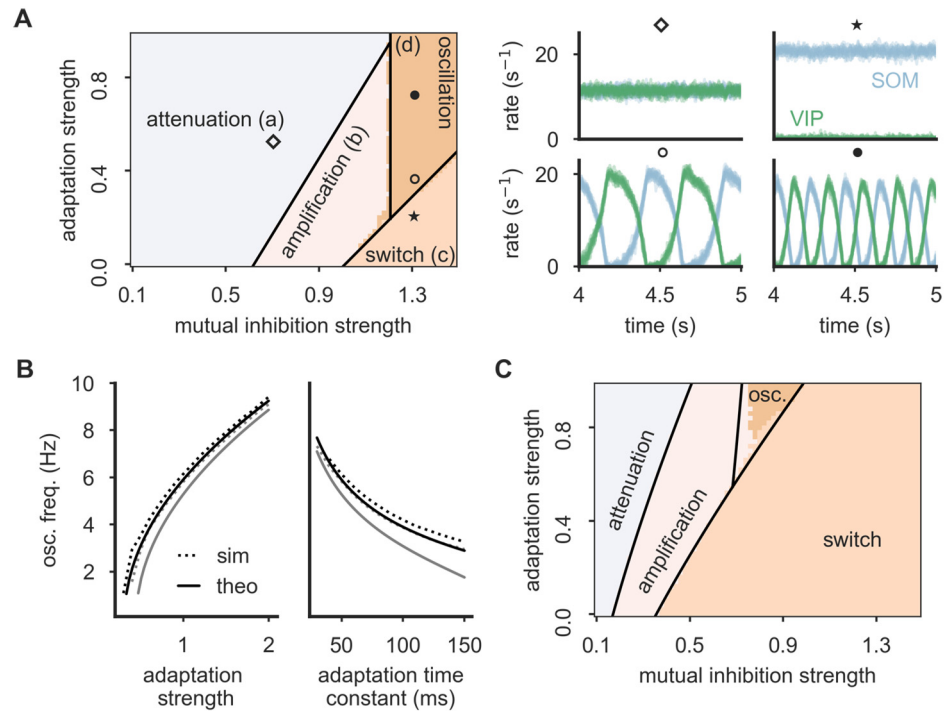 A
adaptation strength
0.8
0.4
0.0
attenuation (a)
amplification (b)
(d)
oscillation
switch (c)
0.1 0.5 0.9 1.3
mutual inhibition strength
rate (s⁻¹)
20
0
SOM
VIP
rate (s⁻¹)
20
0
4 4.5 5
time (s)
4 4.5 5
time (s)
B
osc. freq. (Hz)
10
8
6
4
2
sim
theo
1 2
adaptation
strength
50 100 150
adaptation time
constant (ms)
C
adaptation strength
0.8
0.4
0.0
attenuation
amplification
osc.
switch
0.1 0.5 0.9 1.3
mutual inhibition strength
rate (s⁻¹)
20
0